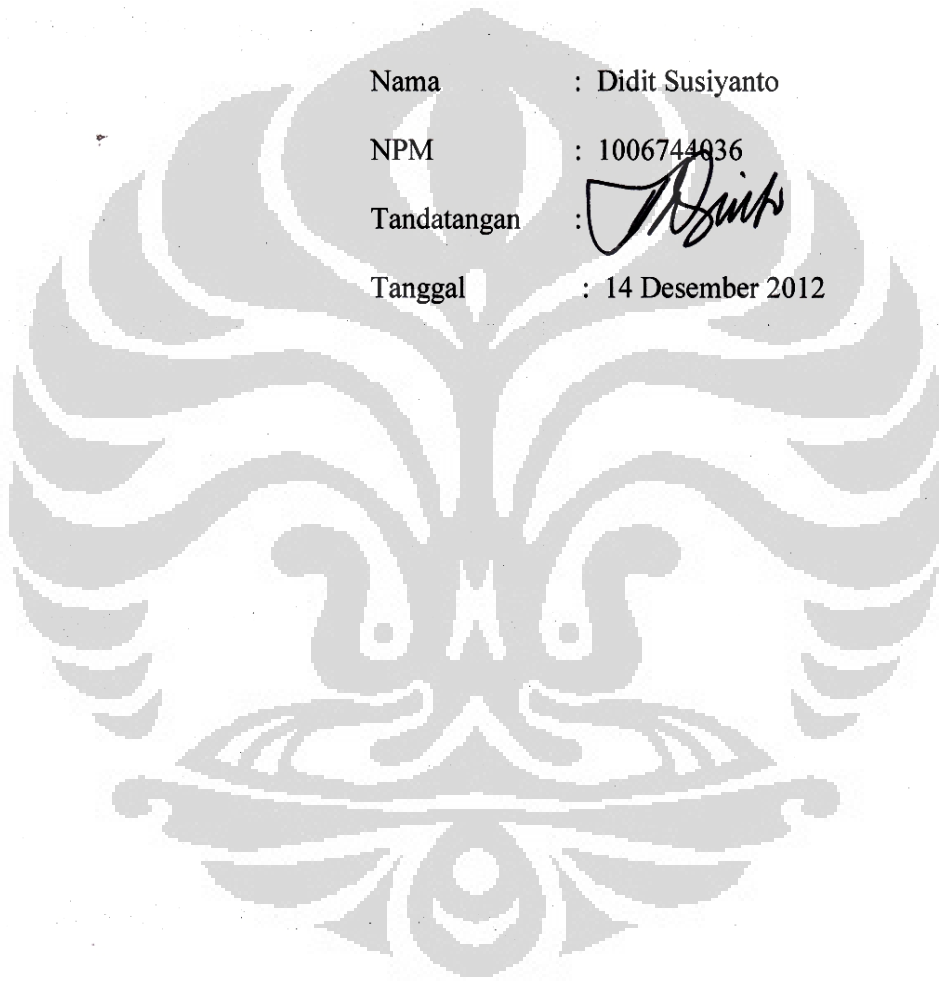 Nama : Didit Susiyanto
NPM : 1006744036
Tandatangan :
Tanggal : 14 Desember 2012